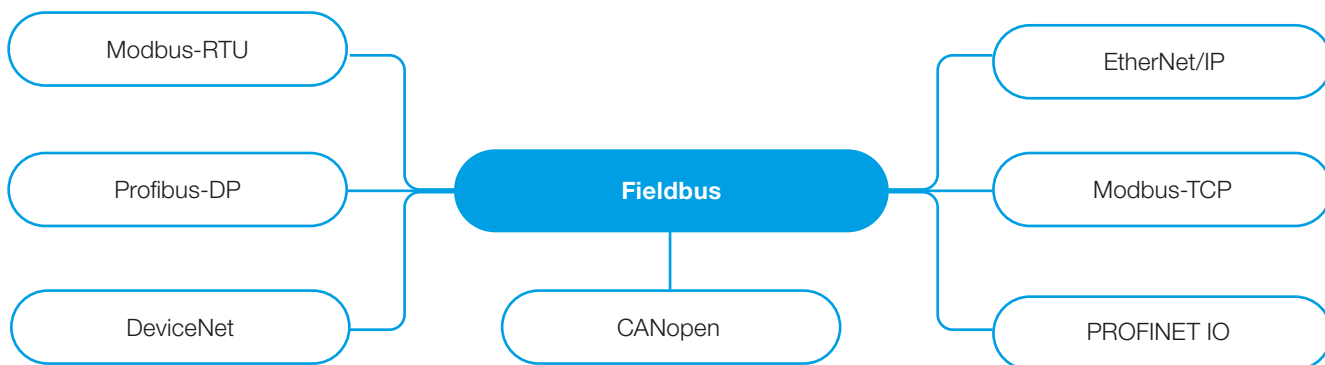 Modbus-RTU
EtherNet/IP
Profibus-DP
Fieldbus
Modbus-TCP
DeviceNet
CANopen
PROFINET IO